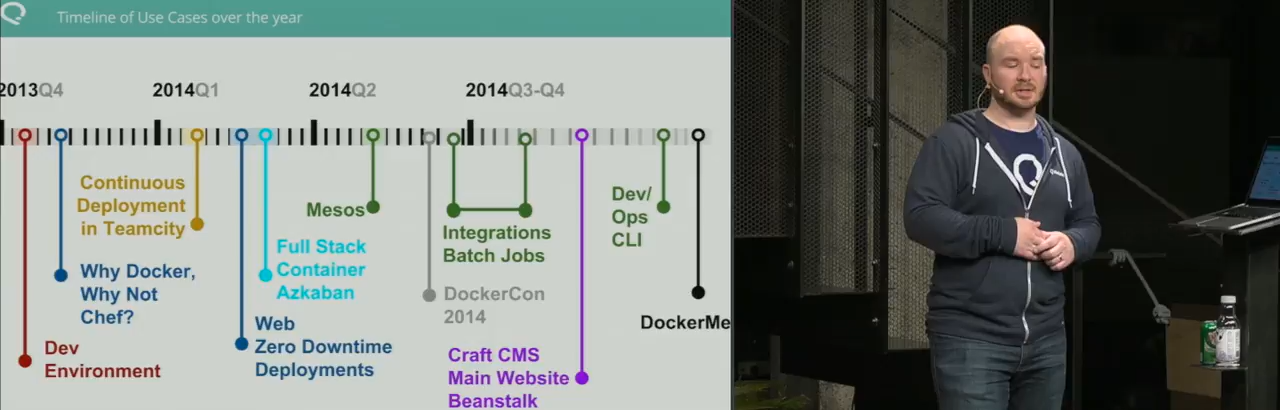 Timeline of Use Cases over the year
2013Q4
2014Q1
2014Q2
2014Q3-Q4
Continuous
Deployment
in Teamcity
Mesos
Dev/
Ops
CLI
Integrations
Batch Jobs
Full Stack
Container
Azkaban
Why Docker,
Why Not
Chef?
DockerCon
2014
Web
Zero Downtime
Deployments
DockerMe
Dev
Environment
Craft CMS
Main Website
Beanstalk